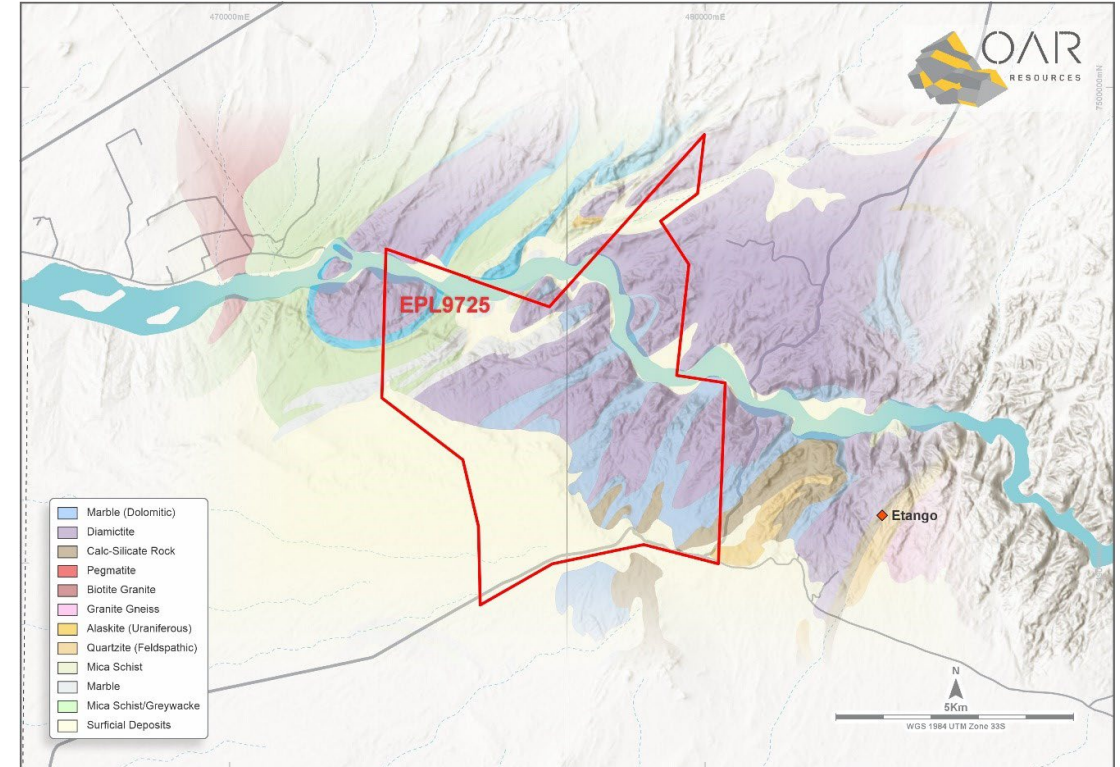 470000mE
480000mE
OAR
RESOURCES
7500000mN
EPL9725
Etango
Marble (Dolomitic)
Diamictite
Calc-Silicate Rock
Pegmatite
Biotite Granite
Granite Gneiss
Alaskite (Uraniferous)
Quartzite (Feldspathic)
Mica Schist
Marble
Mica Schist/Greywacke
Surficial Deposits
N
5Km
WGS 1984 UTM Zone 33S